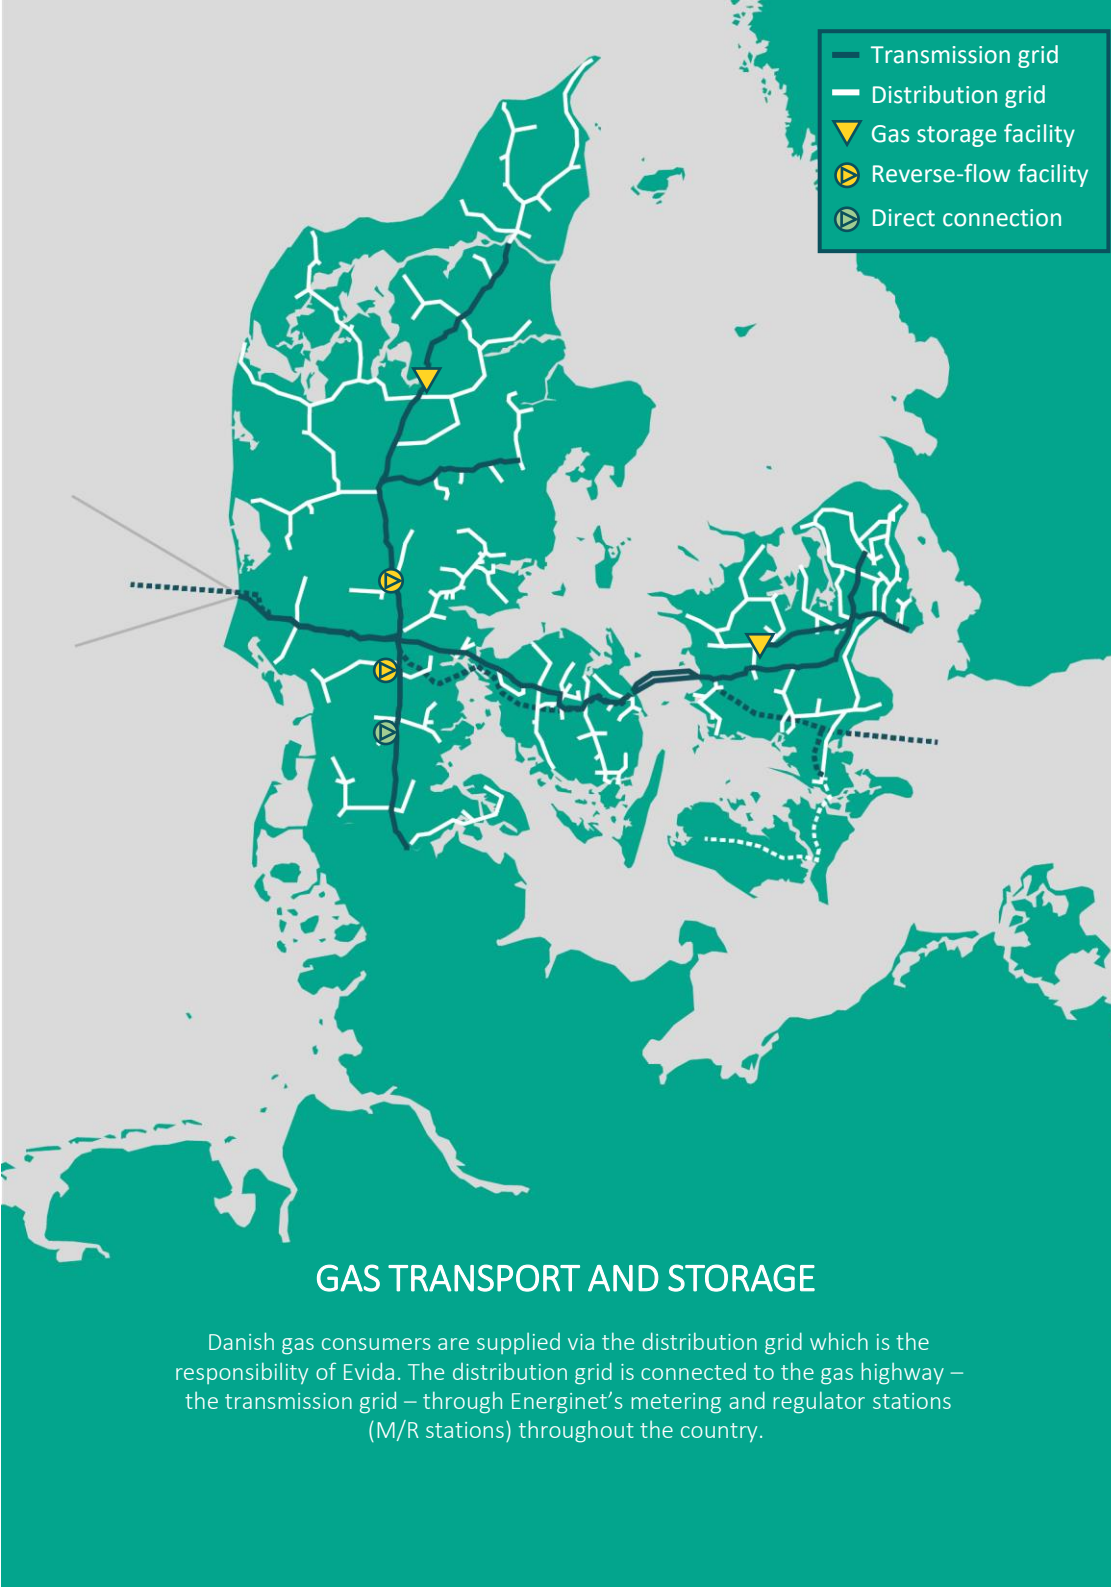 Transmission grid
Distribution grid
Gas storage facility
Reverse-flow facility
Direct connection
GAS TRANSPORT AND STORAGE
Danish gas consumers are supplied via the distribution grid which is the
responsibility of Evida. The distribution grid is connected to the gas highway –
the transmission grid – through Energinet’s metering and regulator stations
(M/R stations) throughout the country.